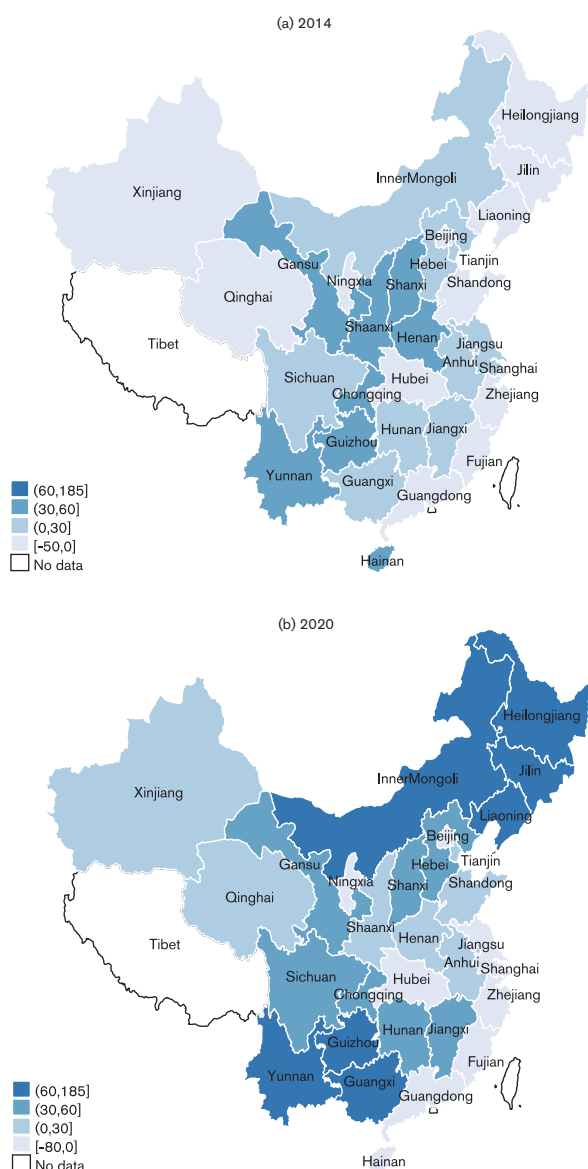 (a) 2014
Heilongjiang
Jilin
Xinjiang
InnerMongoli
Liaoning
Beijing
Gansu
Hebei
Tianjin
Ningxia
Shanxi
Shandong
Qinghai
Shaanxi
Henan
Jiangsu
Tibet
Anhui
Shanghai
Sichuan
Hubei
Chongqing
Zhejiang
Hunan
Jiangxi
Guizhou
Fujian
Yunnan
Guangxi
Guangdong
(60,185]
(30,60]
(0,30]
[-50,0]
No data
Hainan
(b) 2020
Heilongjiang
Jilin
InnerMongoli
Xinjiang
Liaoning
Beijing
Gansu
Hebei
Tianjin
Ningxia
Shanxi
Shandong
Qinghai
Shaanxi
Henan
Jiangsu
Tibet
Anhui
Shanghai
Sichuan
Hubei
Chongqing
Zhejiang
Hunan
Jiangxi
Guizhou
Fujian
Yunnan
Guangxi
Guangdong
(60,185]
(30,60]
(0,30]
[-80,0]
No data
Hainan